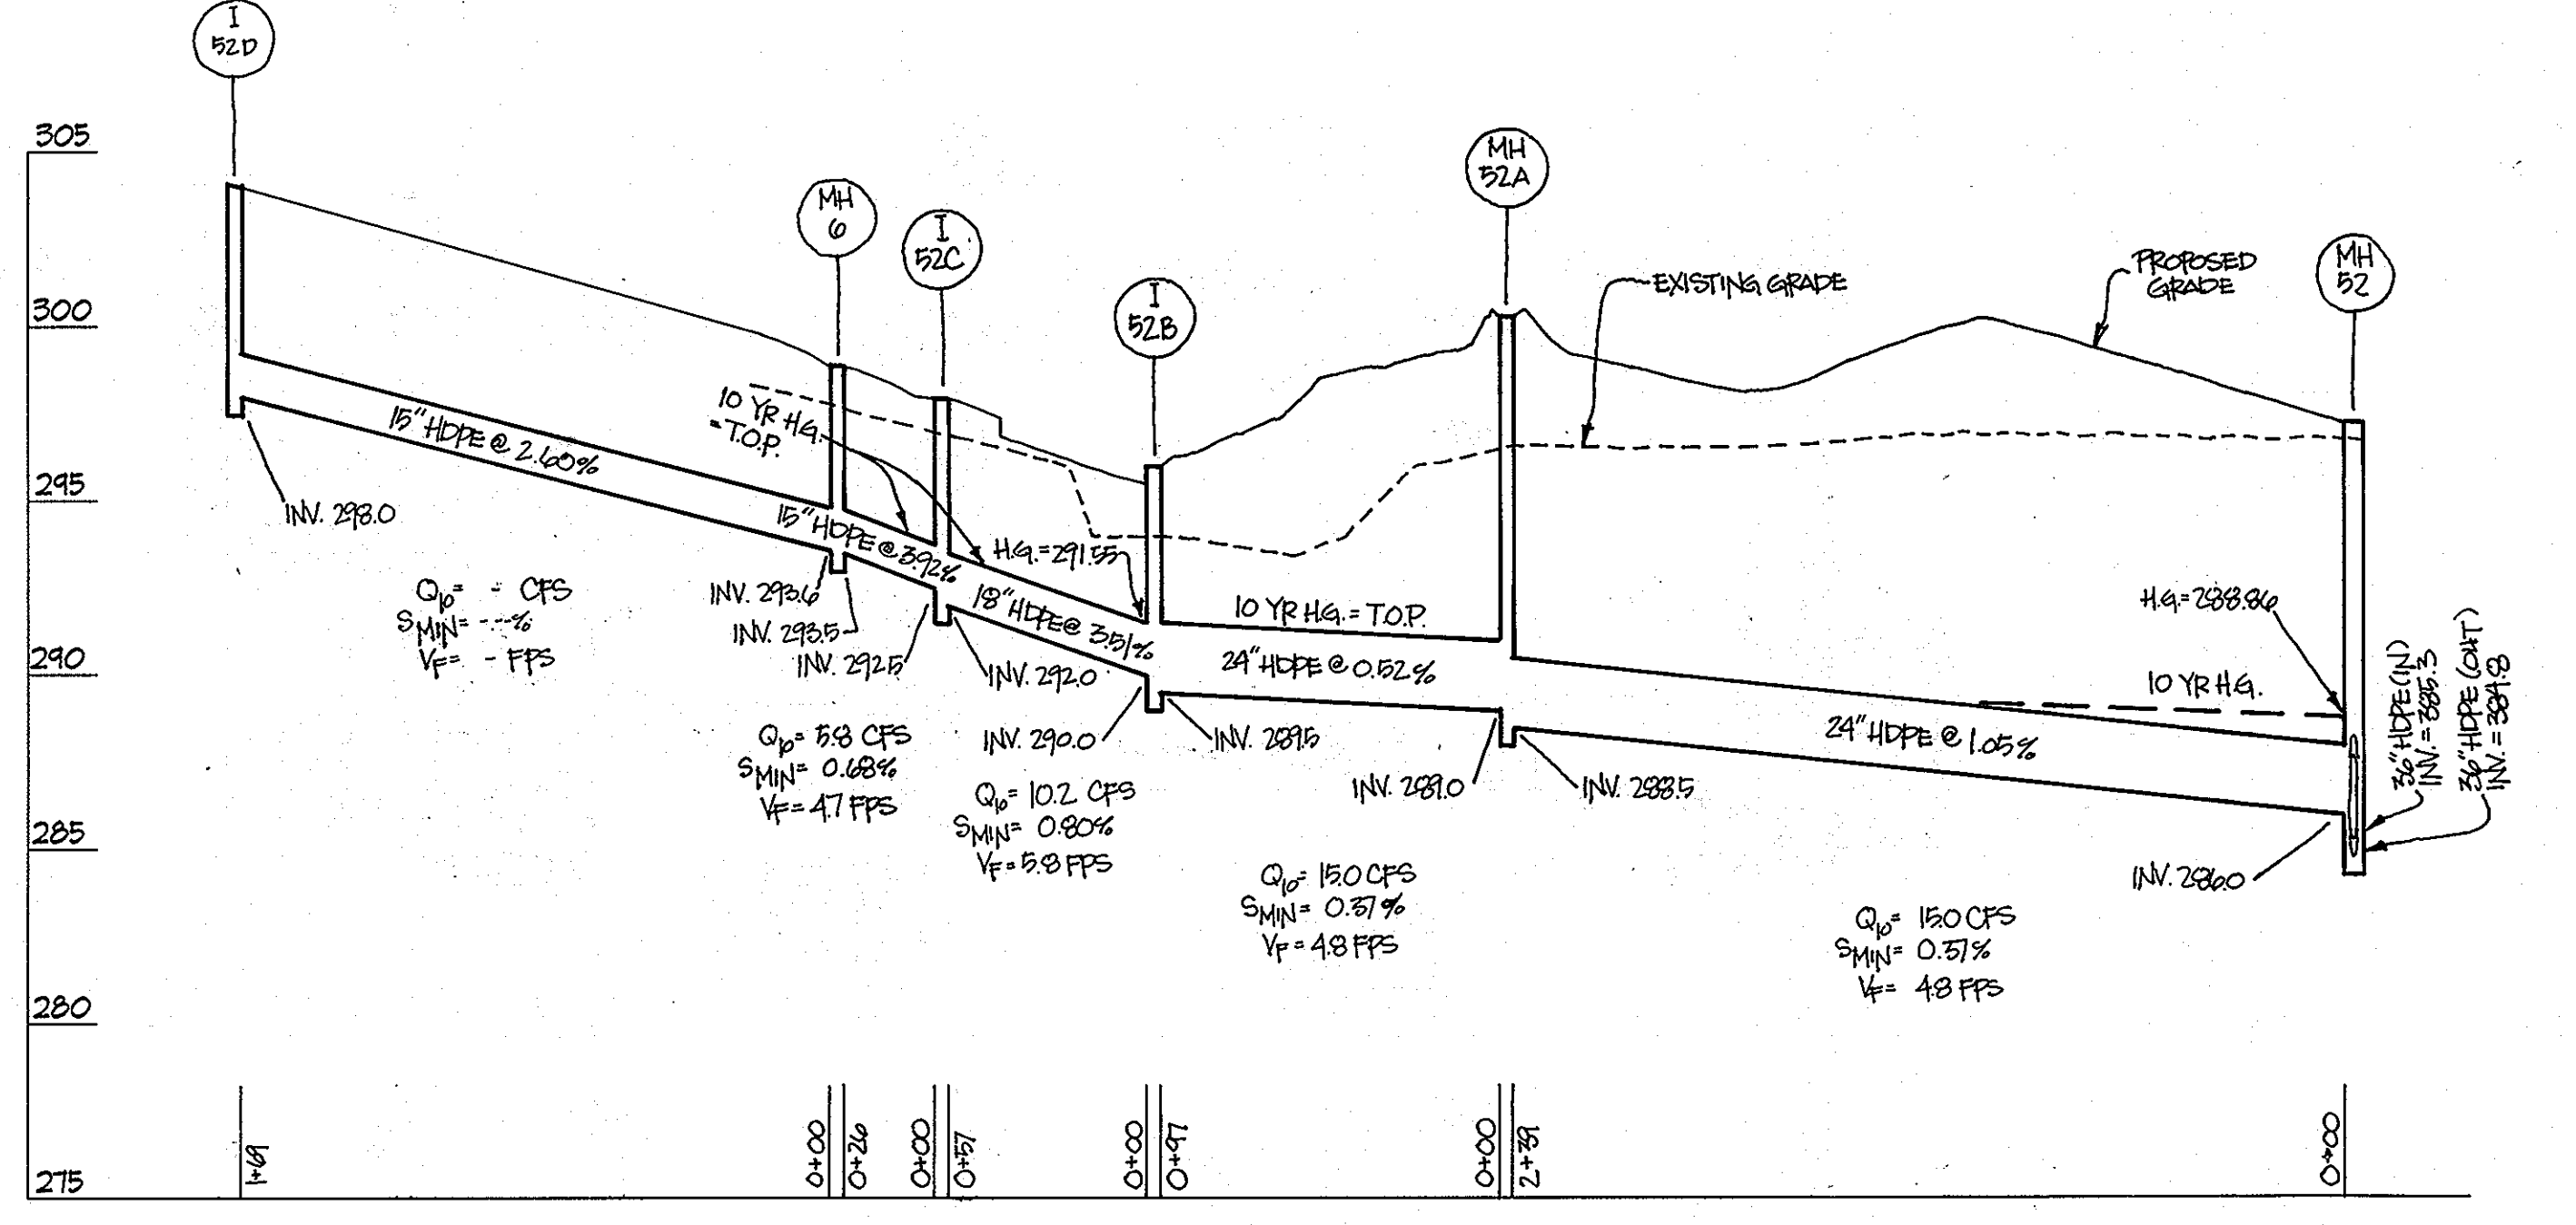 I
52D
MH
6
I
52C
I
52B
MH
52A
MH
52
305
300
295
290
285
280
275
EXISTING GRADE
PROPOSED
GRADE
10 YR H.G.
=T.O.P.
15" HDPE @ 2.60%
INV. 298.0
15" HDPE @ 3.92%
H.G.=291.55
INV. 293.6
INV. 293.5
INV. 292.5
18" HDPE @ 3.51%
INV. 292.0
10 YR H.G. = T.O.P.
24" HDPE @ 0.52%
INV. 290.0
INV. 289.5
INV. 289.0
INV. 288.5
24" HDPE @ 1.05%
10 YR H.G.
H.G.=288.86
INV. 286.0
36" HDPE (IN)
INV. = 385.3
36" HDPE (OUT)
INV. = 384.8
Q10= - CFS
SMIN= ---%
VF= - FPS
Q10= 5.8 CFS
SMIN= 0.68%
VF= 4.7 FPS
Q10= 10.2 CFS
SMIN= 0.80%
VF= 5.8 FPS
Q10= 15.0 CFS
SMIN= 0.37%
VF= 4.8 FPS
Q10= 15.0 CFS
SMIN= 0.37%
VF= 4.8 FPS
1+69
0+00
0+26
0+00
0+57
0+00
0+97
0+00
2+39
0+00